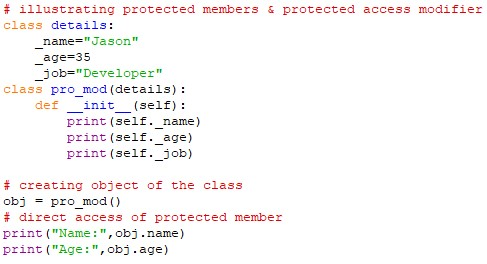 # illustrating protected members & protected access modifier
class details:
    _name="Jason"
    _age=35
    _job="Developer"
class pro_mod(details):
    def __init__(self):
        print(self._name)
        print(self._age)
        print(self._job)

# creating object of the class
obj = pro_mod()
# direct access of protected member
print("Name:",obj.name)
print("Age:",obj.age)